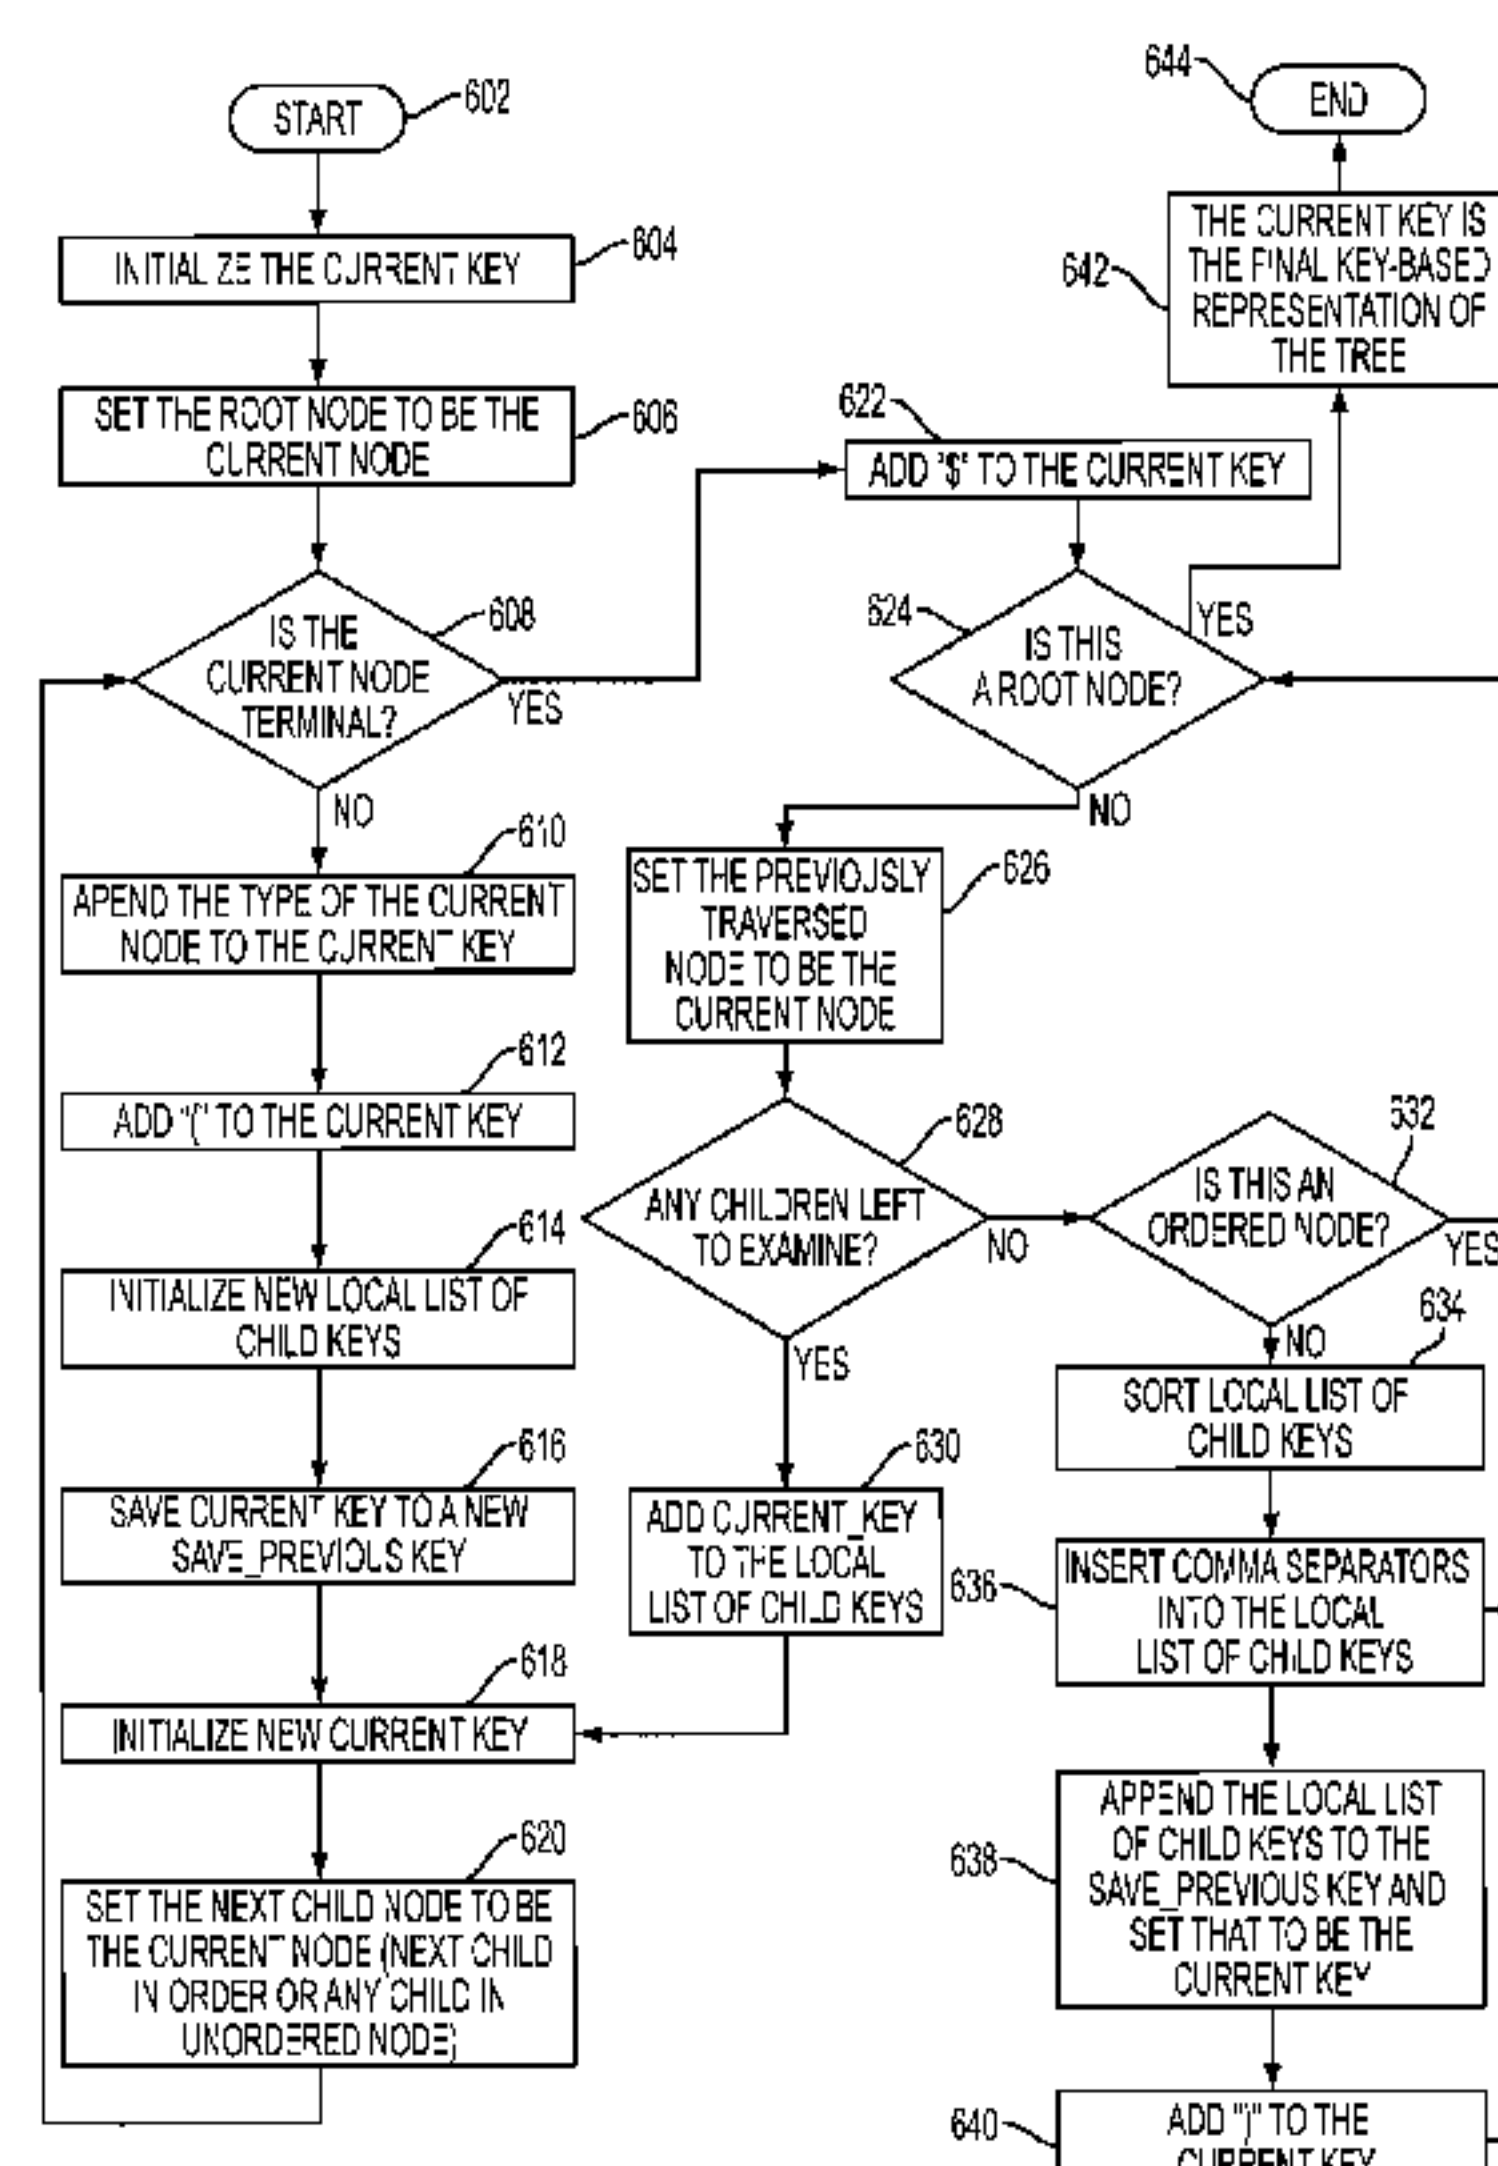 START
602
INITIALIZE THE CURRENT KEY
604
SET THE ROOT NODE TO BE THE
CURRENT NODE
606
IS THE
CURRENT NODE
TERMINAL?
608
YES
NO
610
APEND THE TYPE OF THE CURRENT
NODE TO THE CURRENT KEY
612
ADD "(" TO THE CURRENT KEY
614
INITIALIZE NEW LOCAL LIST OF
CHILD KEYS
616
SAVE CURRENT KEY TO A NEW
SAVE_PREVIOUS KEY
618
INITIALIZE NEW CURRENT KEY
620
SET THE NEXT CHILD NODE TO BE
THE CURRENT NODE (NEXT CHILD
IN ORDER OR ANY CHILD IN
UNORDERED NODE)
644
END
642
THE CURRENT KEY IS
THE FINAL KEY-BASED
REPRESENTATION OF
THE TREE
622
ADD "$" TO THE CURRENT KEY
624
IS THIS
A ROOT NODE?
YES
NO
626
SET THE PREVIOUSLY
TRAVERSED
NODE TO BE THE
CURRENT NODE
628
ANY CHILDREN LEFT
TO EXAMINE?
NO
YES
630
ADD CURRENT_KEY
TO THE LOCAL
LIST OF CHILD KEYS
632
IS THIS AN
ORDERED NODE?
YES
NO
634
SORT LOCAL LIST OF
CHILD KEYS
636
INSERT COMMA SEPARATORS
INTO THE LOCAL
LIST OF CHILD KEYS
638
APPEND THE LOCAL LIST
OF CHILD KEYS TO THE
SAVE_PREVIOUS KEY AND
SET THAT TO BE THE
CURRENT KEY
640
ADD ")" TO THE
CURRENT KEY